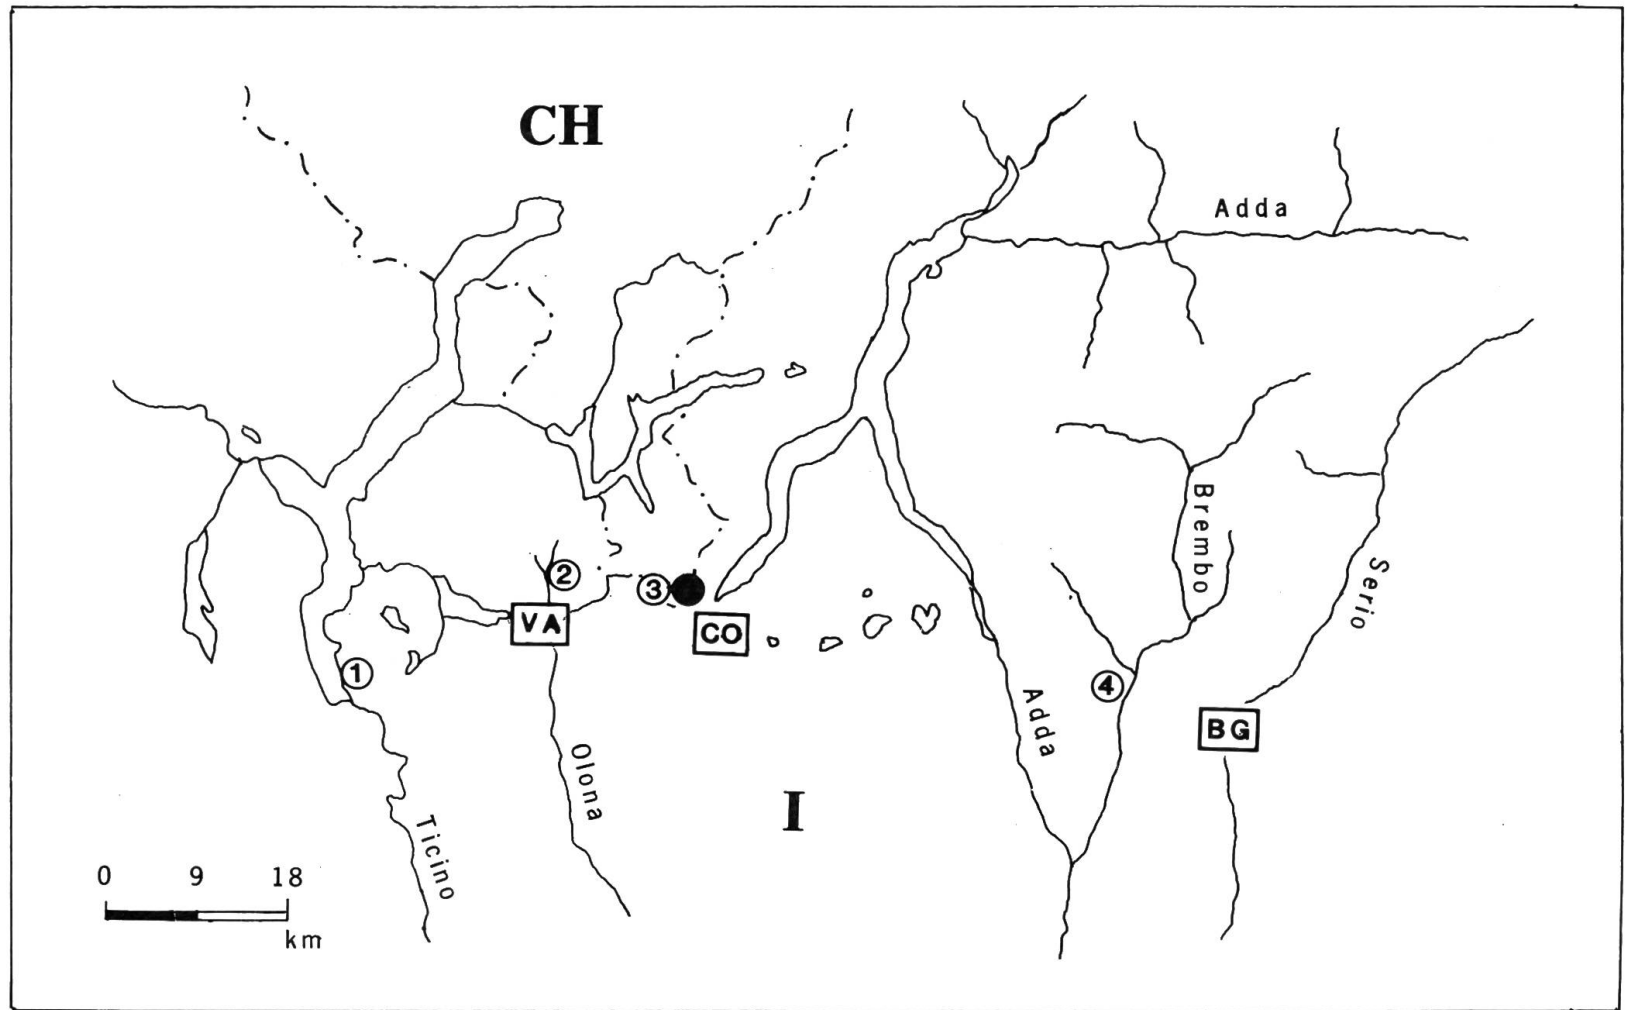 CH
Adda
Brembo
Serio
2
3
VA
CO
1
4
Adda
BG
Olona
I
Ticino
0 9 18
km